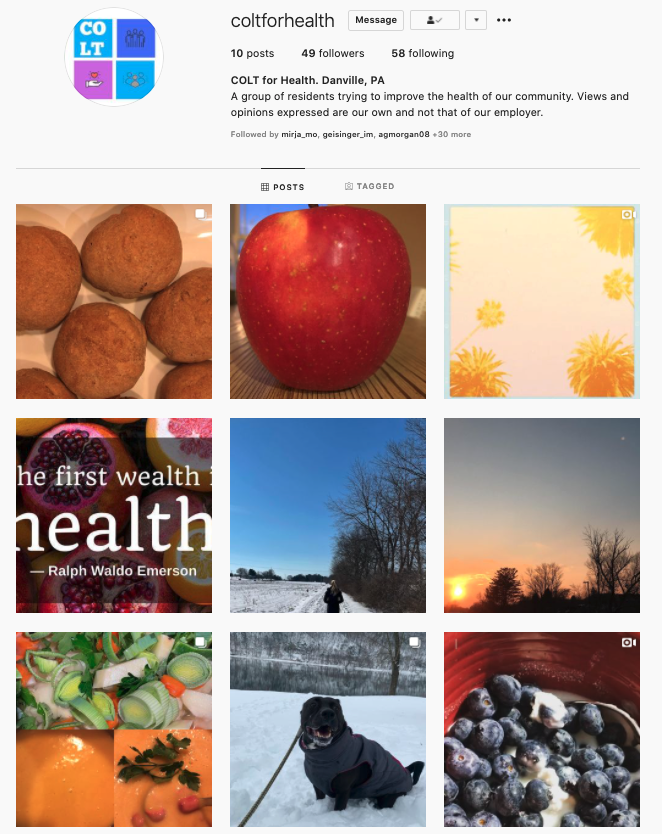 CO
LT
coltforhealth Message
10 posts 49 followers 58 following
COLT for Health. Danville, PA
A group of residents trying to improve the health of our community. Views and
opinions expressed are our own and not that of our employer.
Followed by mirja_mo, geisinger_im, agmorgan08 +30 more
POSTS TAGGED
he first wealth i
health
— Ralph Waldo Emerson